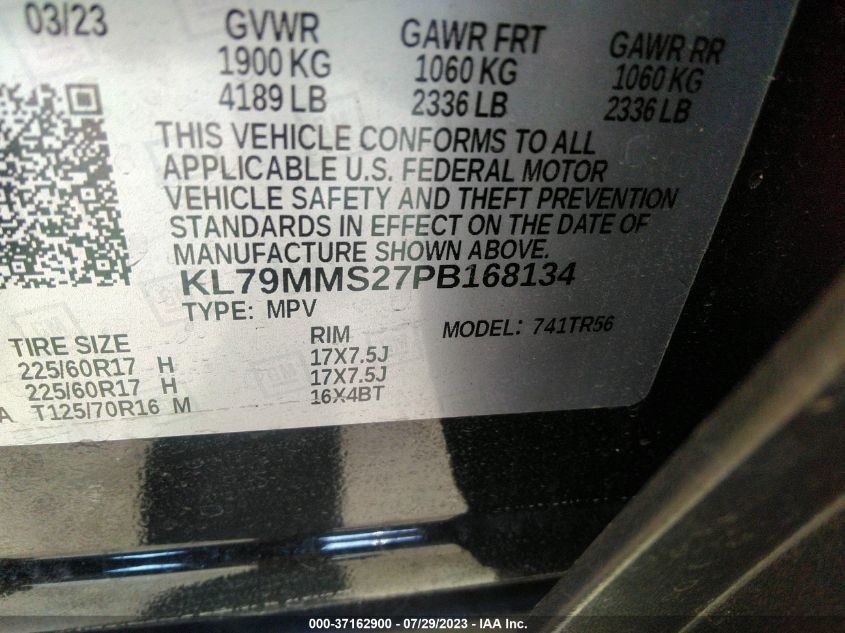 03/23 GVWR GAWR FRT GAWR RR
1900 KG 1060 KG 1060 KG
4189 LB 2336 LB 2336 LB
THIS VEHICLE CONFORMS TO ALL
APPLICABLE U.S. FEDERAL MOTOR
VEHICLE SAFETY AND THEFT PREVENTION
STANDARDS IN EFFECT ON THE DATE OF
MANUFACTURE SHOWN ABOVE.
KL79MMS27PB168134
TYPE: MPV MODEL: 741TR56
TIRE SIZE RIM
225/60R17 H 17X7.5J
225/60R17 H 17X7.5J
A T125/70R16 M 16X4BT
000-37162900 - 07/29/2023 - IAA Inc.